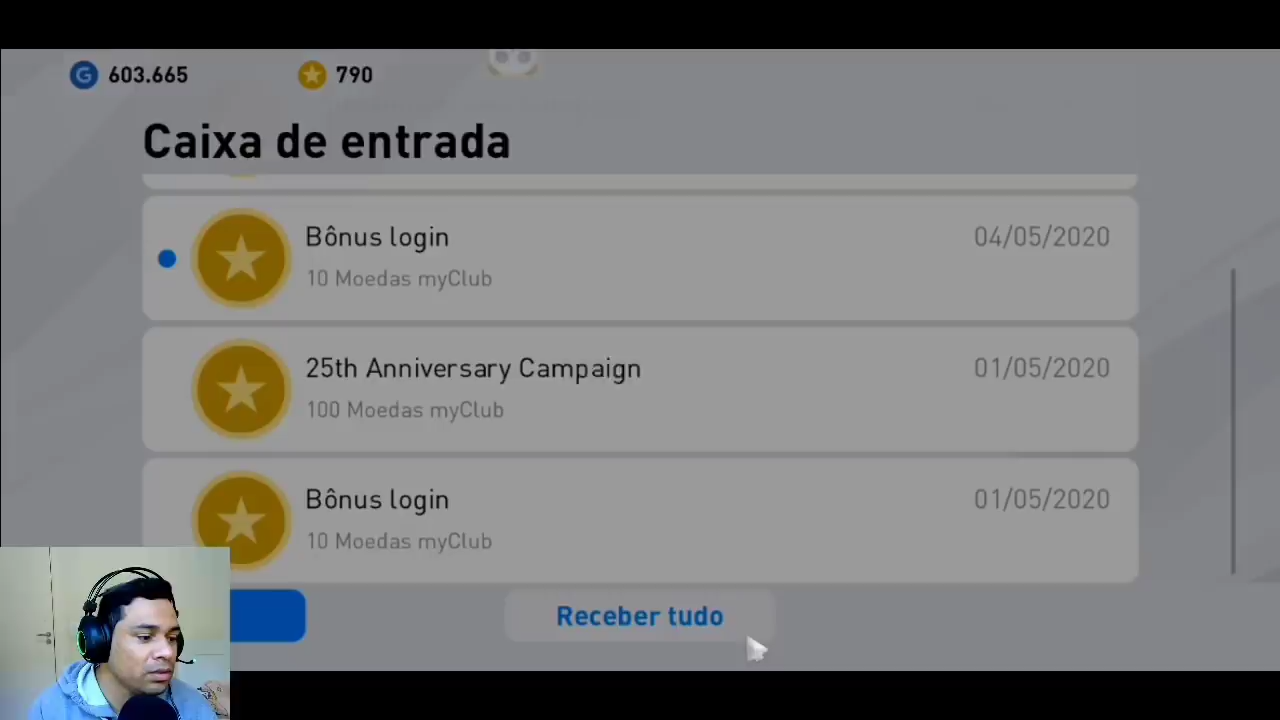 G 603.665 790
Caixa de entrada
Bônus login 04/05/2020
10 Moedas myClub
25th Anniversary Campaign 01/05/2020
100 Moedas myClub
Bônus login 01/05/2020
10 Moedas myClub
Receber tudo